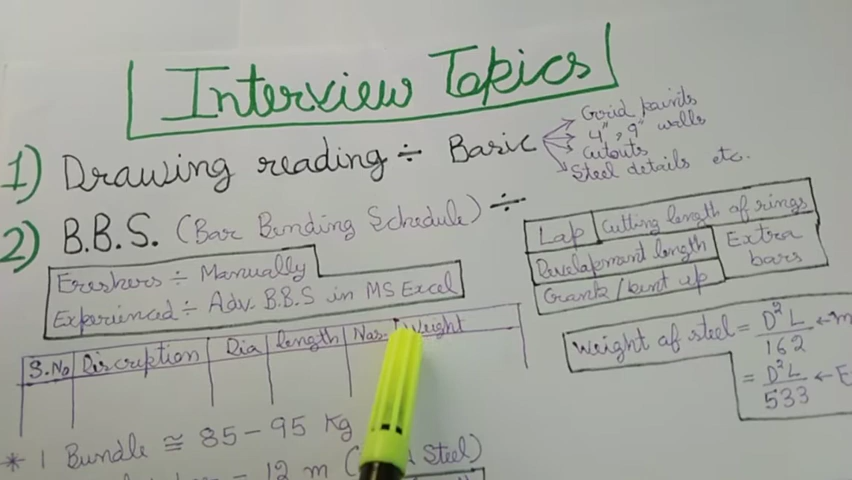 Interview Topics
1) Drawing reading ÷ Basic
Grid points
4", 9" walls
Cutouts
Steel details etc.
2) B.B.S. (Bar Bending Schedule) ÷
Lap Cutting length of rings
Development length Extra bars
Crank/bent up
Freshers ÷ Manually
Experienced ÷ Adv. B.B.S in MS Excel
S.No Discription Dia length Nos. Weight
Weight of steel = D²L/162 ← m
= D²L/533 ←
* 1 Bundle ≅ 85-95 Kg
= 12 m ( Steel)